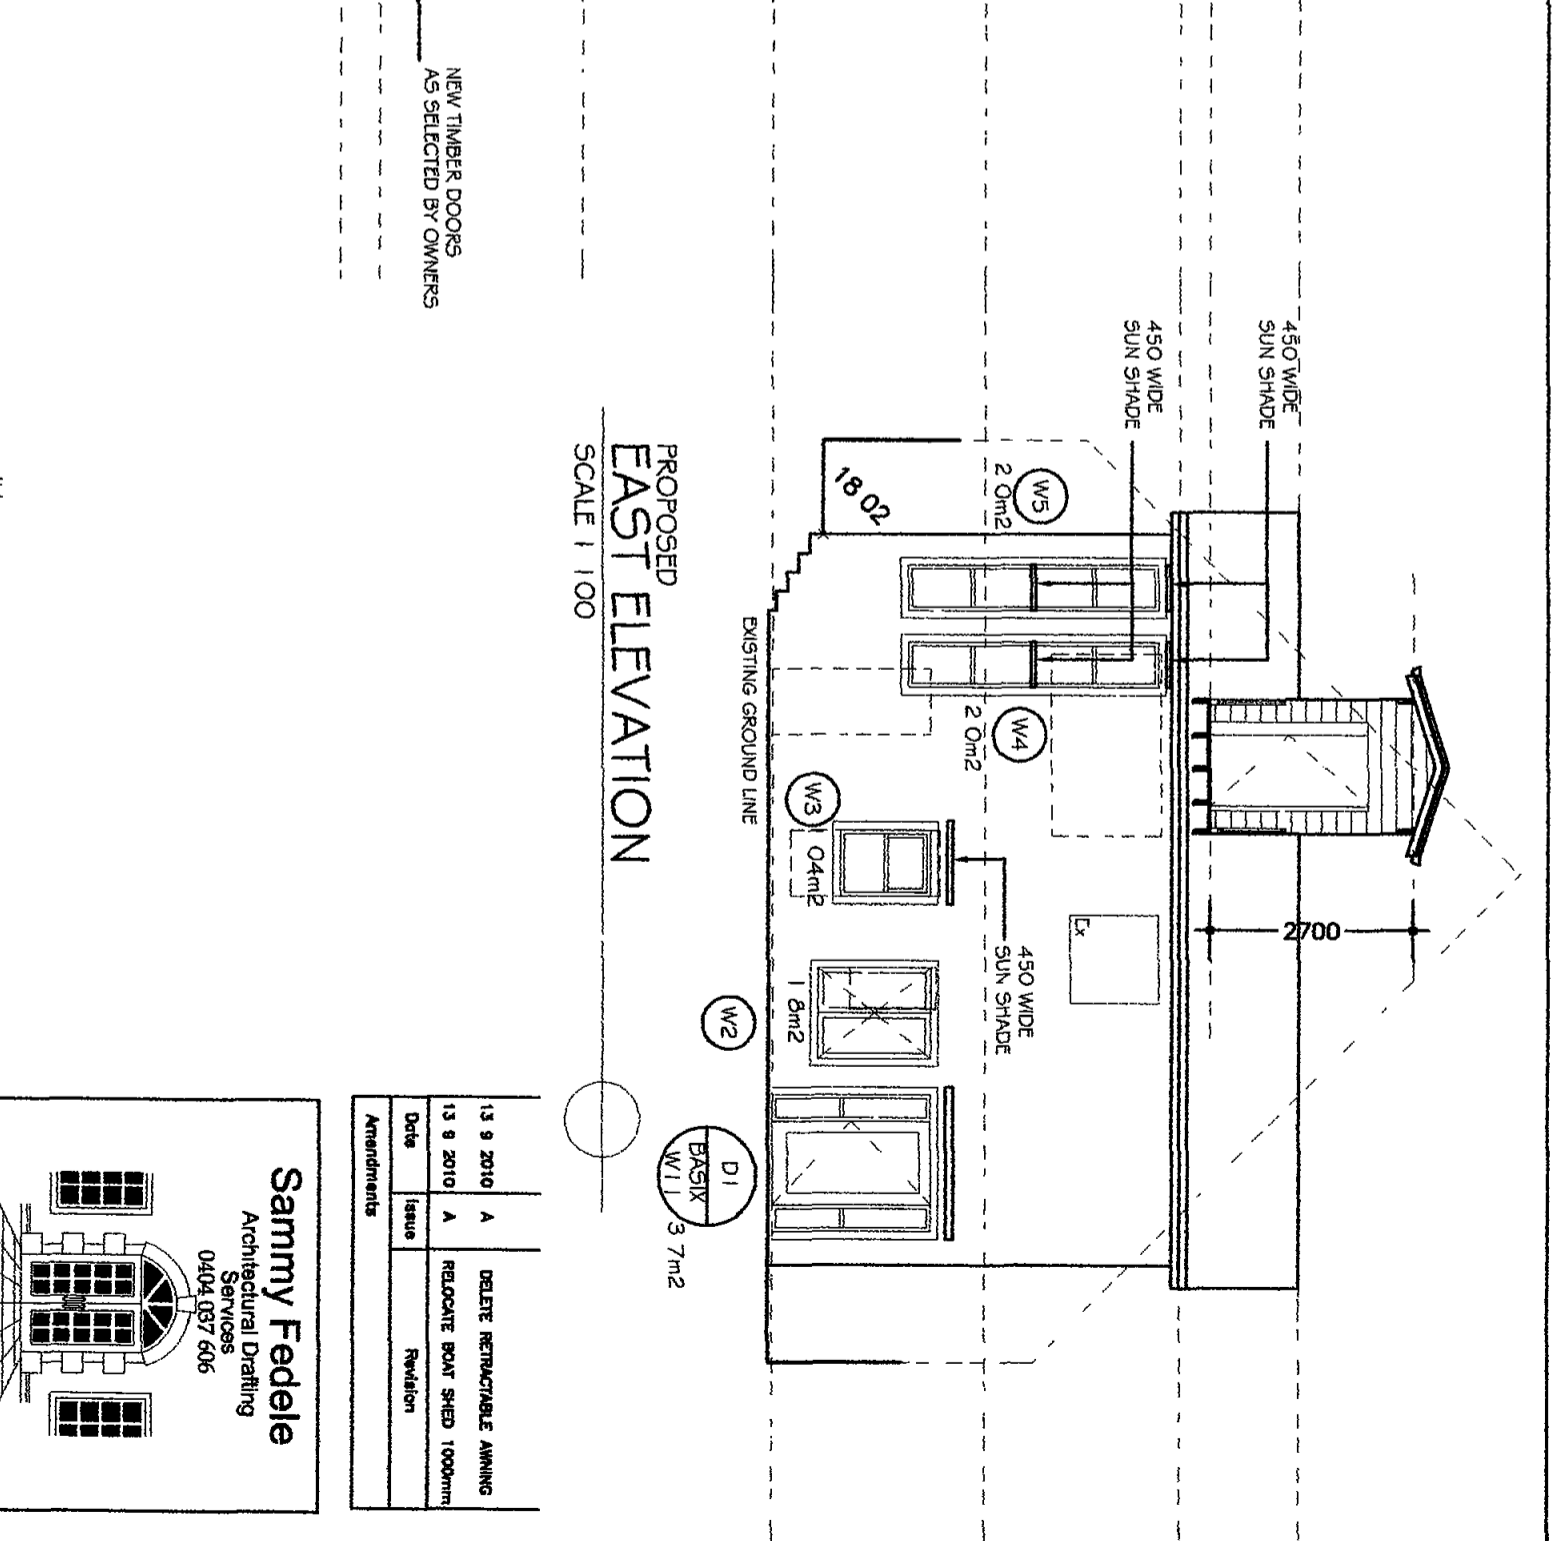 NEW TIMBER DOORS
AS SELECTED BY OWNERS
450 WIDE
SUN SHADE
450 WIDE
SUN SHADE
2700
18 02
W5
2 0m2
W4
2 0m2
W3
1 04m2
Ex
450 WIDE
SUN SHADE
W2
1 8m2
D1
BASIX
W11
3 7m2
EXISTING GROUND LINE
PROPOSED
EAST ELEVATION
SCALE 1 100
13 9 2010 A DELETE RETRACTABLE AWNING
13 9 2010 A RELOCATE BOAT SHED 1000mm
Date Issue Revision
Amendments
Sammy Fedele
Architectural Drafting
Services
0404 037 606